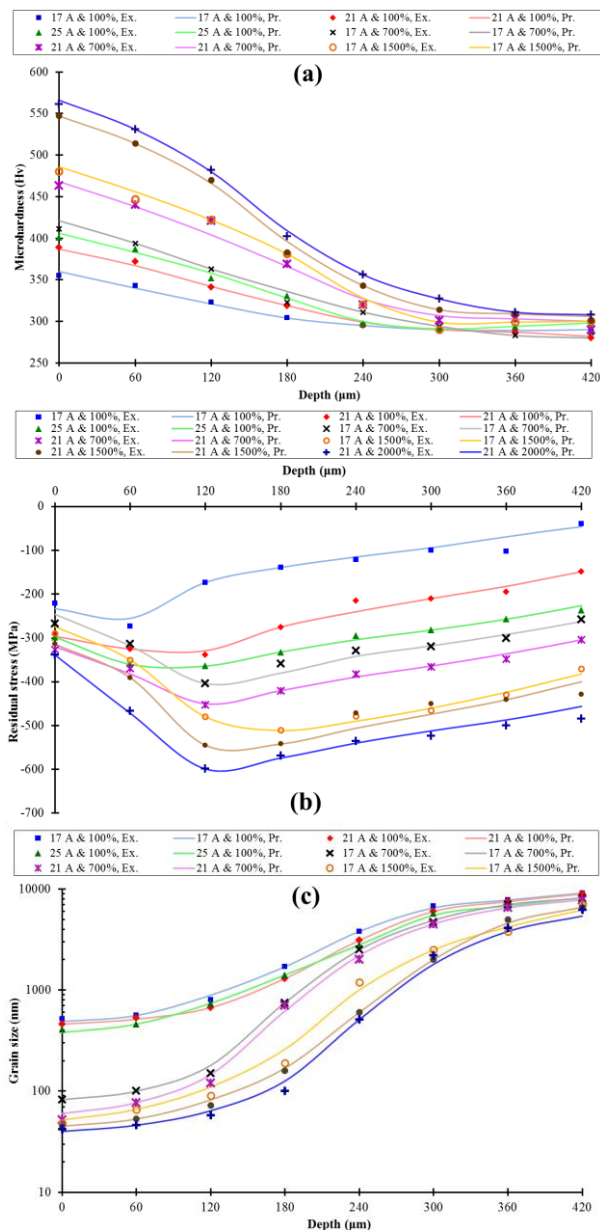 17 A & 100%, Ex. 17 A & 100%, Pr. 21 A & 100%, Ex. 21 A & 100%, Pr.
25 A & 100%, Ex. 25 A & 100%, Pr. 17 A & 700%, Ex. 17 A & 700%, Pr.
21 A & 700%, Ex. 21 A & 700%, Pr. 17 A & 1500%, Ex. 17 A & 1500%, Pr.
(a)
600
550
500
450
400
350
300
250
Microhardness (Hv)
0 60 120 180 240 300 360 420
Depth (µm)
17 A & 100%, Ex. 17 A & 100%, Pr. 21 A & 100%, Ex. 21 A & 100%, Pr.
25 A & 100%, Ex. 25 A & 100%, Pr. 17 A & 700%, Ex. 17 A & 700%, Pr.
21 A & 700%, Ex. 21 A & 700%, Pr. 17 A & 1500%, Ex. 17 A & 1500%, Pr.
21 A & 1500%, Ex. 21 A & 1500%, Pr. 21 A & 2000%, Ex. 21 A & 2000%, Pr.
Depth (µm)
0 60 120 180 240 300 360 420
0
-100
-200
-300
-400
-500
-600
-700
Residual stress (MPa)
(b)
17 A & 100%, Ex. 17 A & 100%, Pr. 21 A & 100%, Ex. 21 A & 100%, Pr.
25 A & 100%, Ex. 25 A & 100%, Pr. 17 A & 700%, Ex. 17 A & 700%, Pr.
21 A & 700%, Ex. 21 A & 700%, Pr. 17 A & 1500%, Ex. 17 A & 1500%, Pr.
(c)
10000
1000
100
10
Grain size (nm)
0 60 120 180 240 300 360 420
Depth (µm)